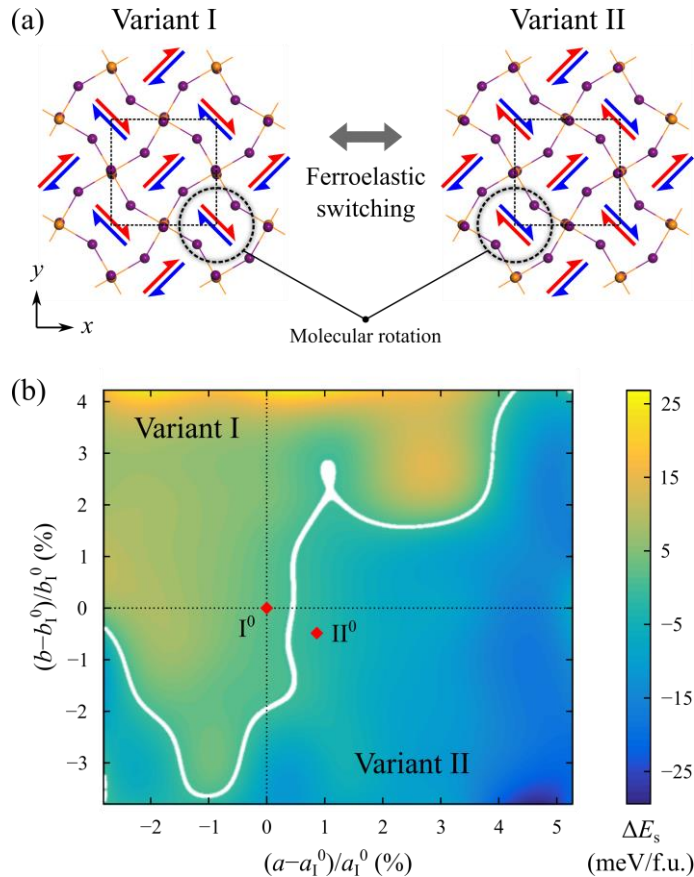 (a)
Variant I
Variant II
Ferroelastic
switching
y
x
Molecular rotation
(b)
Variant I
Variant II
I⁰
II⁰
4
3
2
1
0
−1
−2
−3
(b−b_I⁰)/b_I⁰ (%)
−2
−1
0
1
2
3
4
5
(a−a_I⁰)/a_I⁰ (%)
25
15
5
−5
−15
−25
ΔE_s
(meV/f.u.)